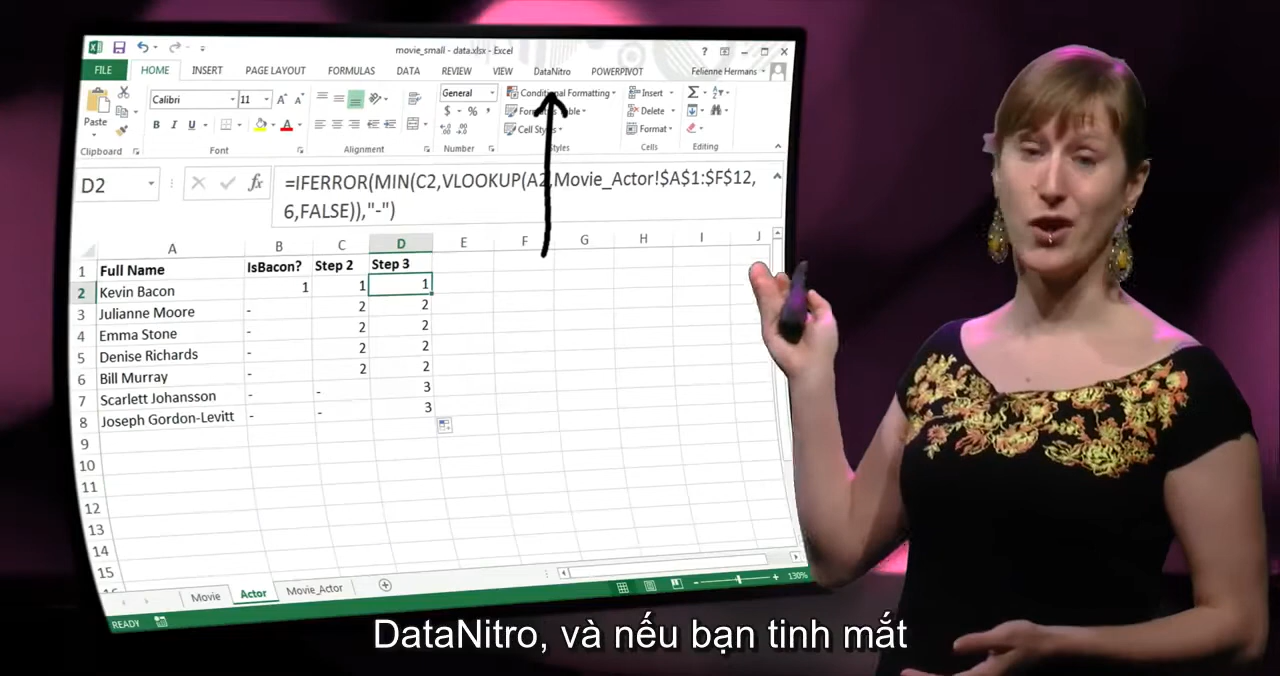 movie_small - data.xlsx - Excel
FILE HOME INSERT PAGE LAYOUT FORMULAS DATA REVIEW VIEW DataNitro POWERPIVOT Felienne Hermans
Paste
Calibri 11 A A
B I U A
General
$ - % ,
Conditional Formatting
Cell
Insert
Delete
Format
Clipboard Font Alignment Number Styles Cells Editing
D2 fx =IFERROR(MIN(C2,VLOOKUP(A2,Movie_Actor!$A$1:$F$12,
6,FALSE)),"-")
A B C D E F G H I J
1 Full Name IsBacon? Step 2 Step 3
2 Kevin Bacon 1 1 1
3 Julianne Moore - 2 2
4 Emma Stone - 2 2
5 Denise Richards - 2 2
6 Bill Murray - 2 2
7 Scarlett Johansson - - 3
8 Joseph Gordon-Levitt - - 3
9
10
11
12
13
14
15
Movie Actor Movie_Actor
READY 130%
DataNitro, và nếu bạn tinh mắt